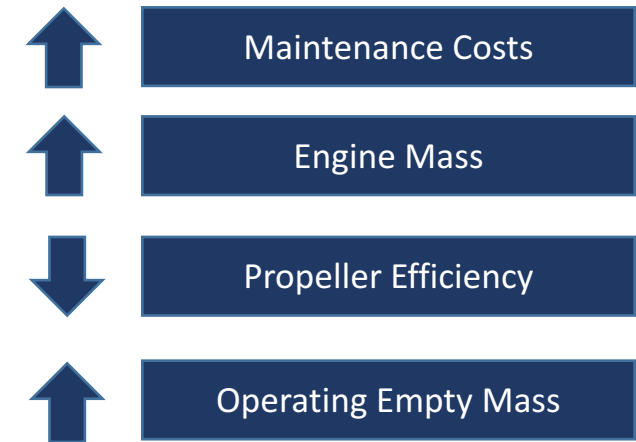 Maintenance Costs
Engine Mass
Propeller Efficiency
Operating Empty Mass